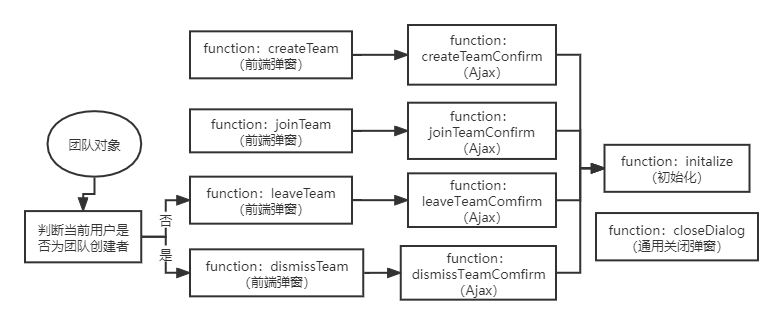 团队对象
判断当前用户是
否为团队创建者
否
是
function：createTeam
（前端弹窗）
function：
createTeamConfirm
（Ajax）
function：joinTeam
（前端弹窗）
function：
joinTeamConfirm
（Ajax）
function：leaveTeam
（前端弹窗）
function：
leaveTeamComfirm
（Ajax）
function：dismissTeam
（前端弹窗）
function：
dismissTeamComfirm
（Ajax）
function：initalize
（初始化）
function：closeDialog
（通用关闭弹窗）